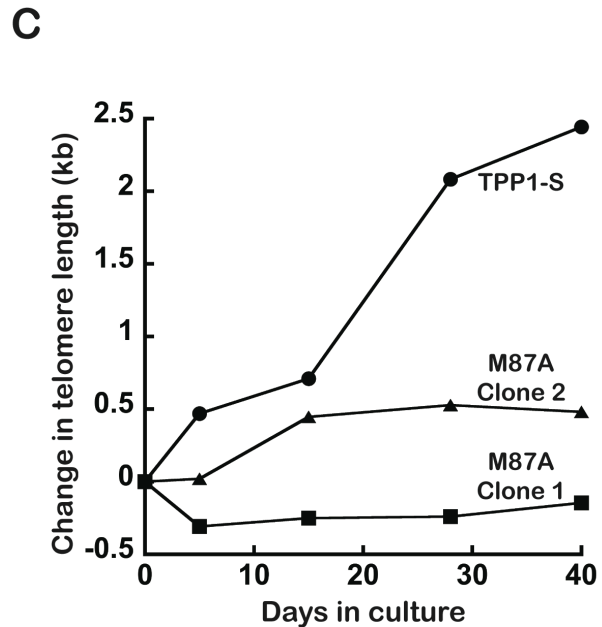 C
Change in telomere length (kb)
2.5
2
1.5
1
0.5
0
-0.5
TPP1-S
M87A
Clone 2
M87A
Clone 1
0 10 20 30 40
Days in culture